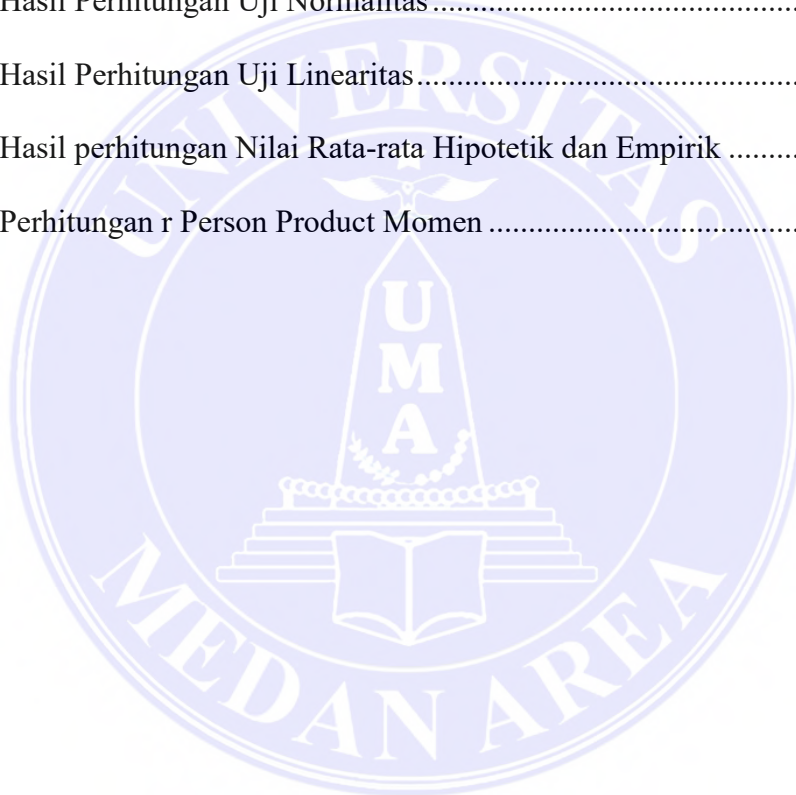 Hasil Perhitungan Uji Normalitas..............................................
Hasil Perhitungan Uji Linearitas................................................
Hasil perhitungan Nilai Rata-rata Hipotetik dan Empirik .........
Perhitungan r Person Product Momen .......................................
UNIVERSITAS
U
M
A
MEDAN AREA